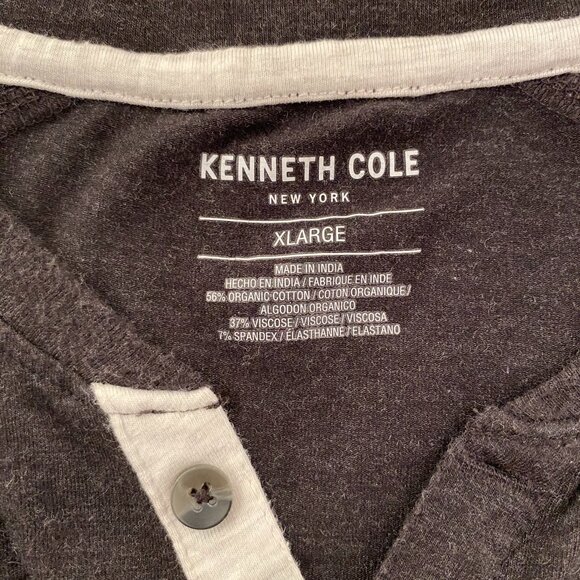 KENNETH COLE
NEW YORK
XLARGE
MADE IN INDIA
HECHO EN INDIA / FABRIQUE EN INDE
56% ORGANIC COTTON / COTON ORGANIQUE /
ALGODON ORGANICO
37% VISCOSE / VISCOSE / VISCOSA
7% SPANDEX / ÉLASTHANNE / ELASTANO